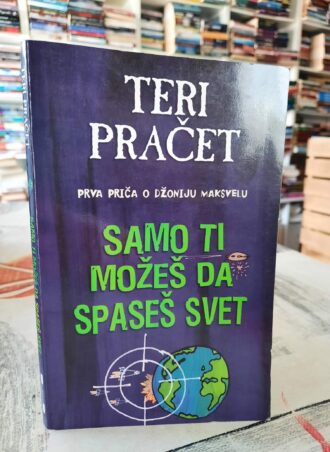 TERI
PRAČET
PRVA PRIČA O DŽONIJU MAKSVELU
SAMO TI
MOŽEŠ DA
SPASEŠ SVET